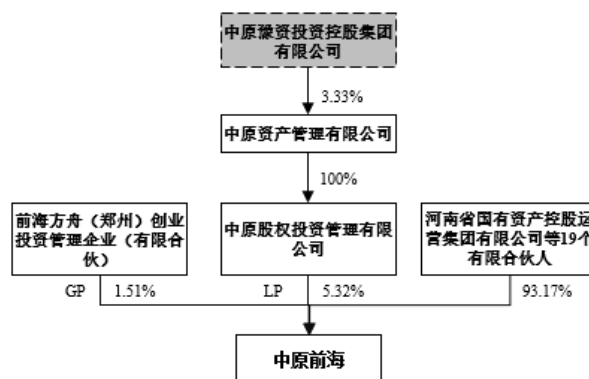 中原豫资投资控股集团
有限公司
3.33%
中原资产管理有限公司
100%
前海方舟（郑州）创业
投资管理企业（有限合
伙）
中原股权投资管理有限
公司
河南省国有资产控股运
营集团有限公司等19个
有限合伙人
GP 1.51%
LP 5.32%
93.17%
中原前海